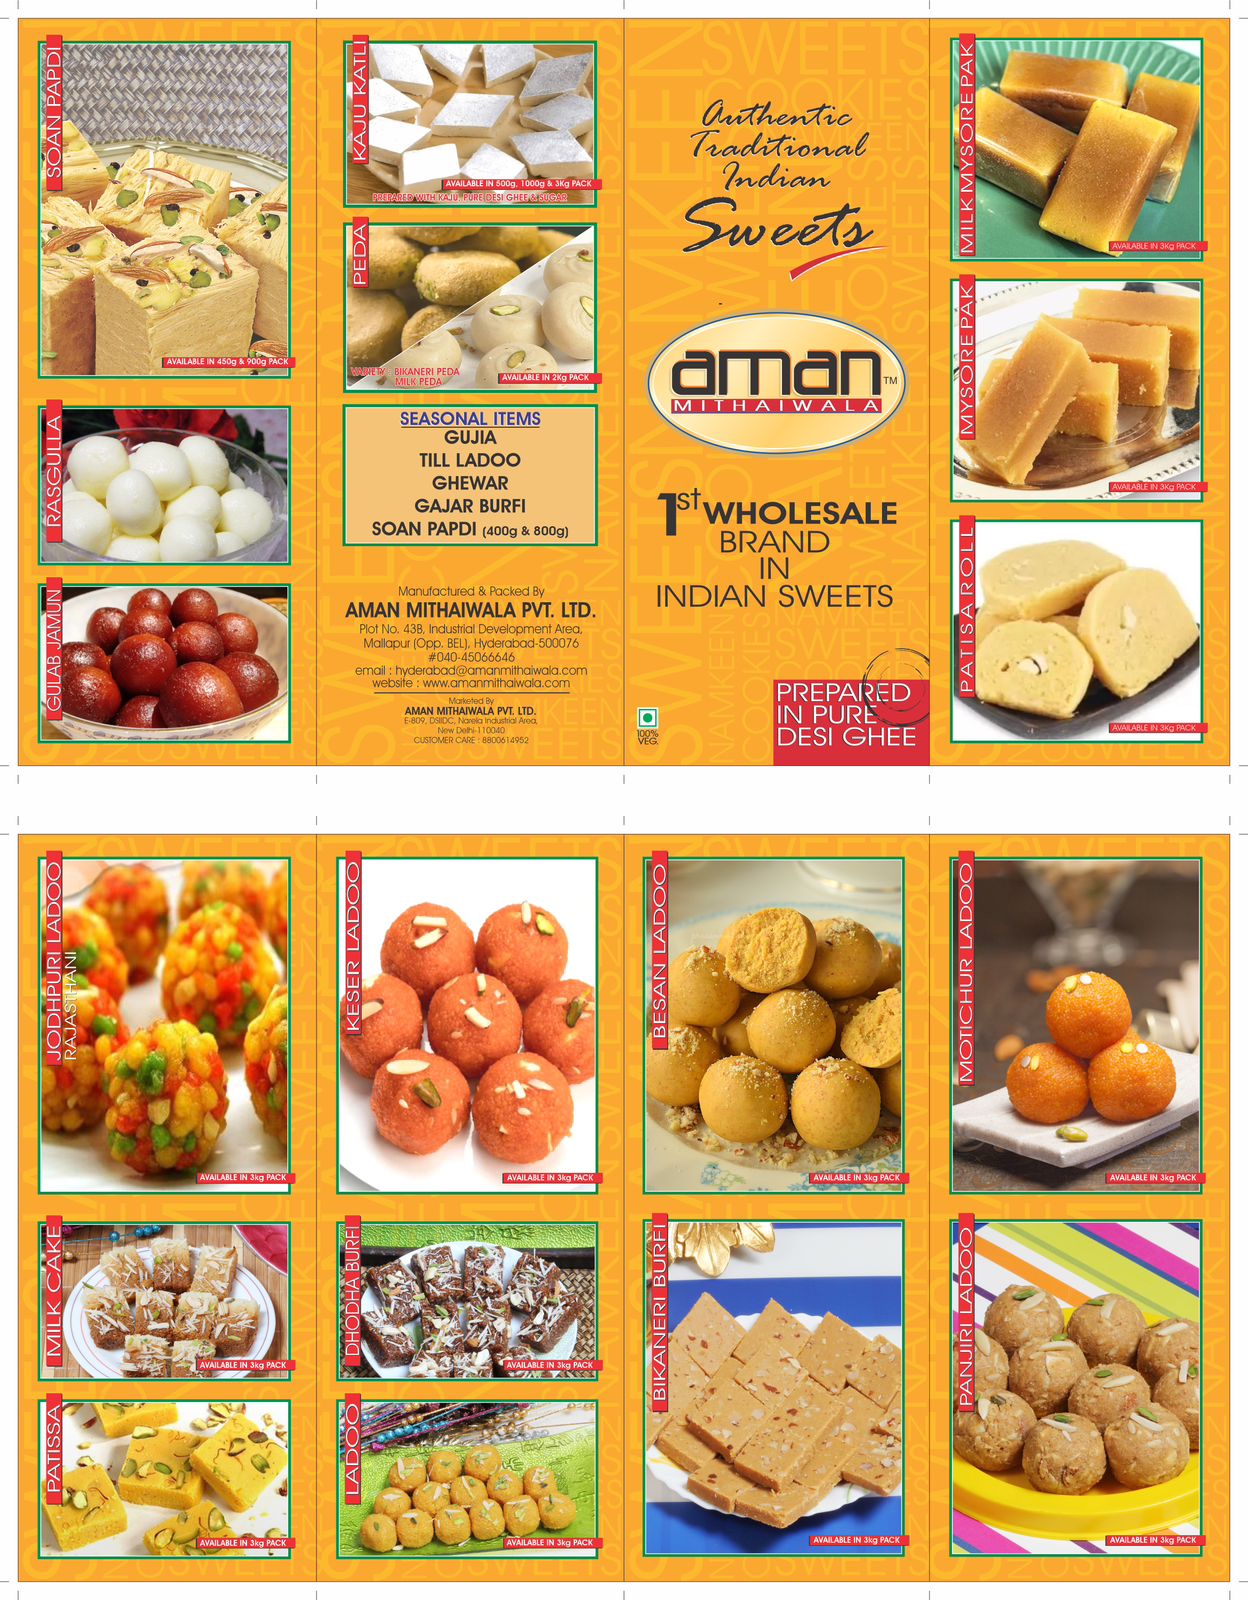 SOAN PAPDI
AVAILABLE IN 450g & 900g PACK
RASGULLA
GULAB JAMUN
KAJU KATLI
AVAILABLE IN 500g, 1000g & 3Kg PACK
PREPARED WITH KAJU, PURE DESI GHEE & SUGAR
PEDA
VARIETY : BIKANERI PEDA
MILK PEDA
AVAILABLE IN 2Kg PACK
SEASONAL ITEMS
GUJIA
TILL LADOO
GHEWAR
GAJAR BURFI
SOAN PAPDI (400g & 800g)
Manufactured & Packed By
AMAN MITHAIWALA PVT. LTD.
Plot No. 43B, Industrial Development Area,
Mallapur (Opp. BEL), Hyderabad-500076
#040-45066646
email : hyderabad@amanmithaiwala.com
website : www.amanmithaiwala.com
Marketed By
AMAN MITHAIWALA PVT. LTD.
E-809, DSIIDC, Narela Industrial Area,
New Delhi-110040
CUSTOMER CARE : 8800614952
Authentic
Traditional
Indian
Sweets
aman TM
MITHAIWALA
1st WHOLESALE
BRAND
IN
INDIAN SWEETS
100%
VEG.
PREPARED
IN PURE
DESI GHEE
MILK MYSORE PAK
AVAILABLE IN 3Kg PACK
MYSORE PAK
AVAILABLE IN 3Kg PACK
PATISA ROLL
AVAILABLE IN 3Kg PACK
JODHPURI LADOO
RAJASTHANI
AVAILABLE IN 3kg PACK
MILK CAKE
AVAILABLE IN 3kg PACK
PATISSA
AVAILABLE IN 3kg PACK
KESER LADOO
AVAILABLE IN 3kg PACK
DHODHA BURFI
AVAILABLE IN 3kg PACK
LADOO
AVAILABLE IN 3kg PACK
BESAN LADOO
AVAILABLE IN 3kg PACK
BIKANERI BURFI
AVAILABLE IN 3kg PACK
MOTICHUR LADOO
AVAILABLE IN 3kg PACK
PANJIRI LADOO
AVAILABLE IN 3kg PACK